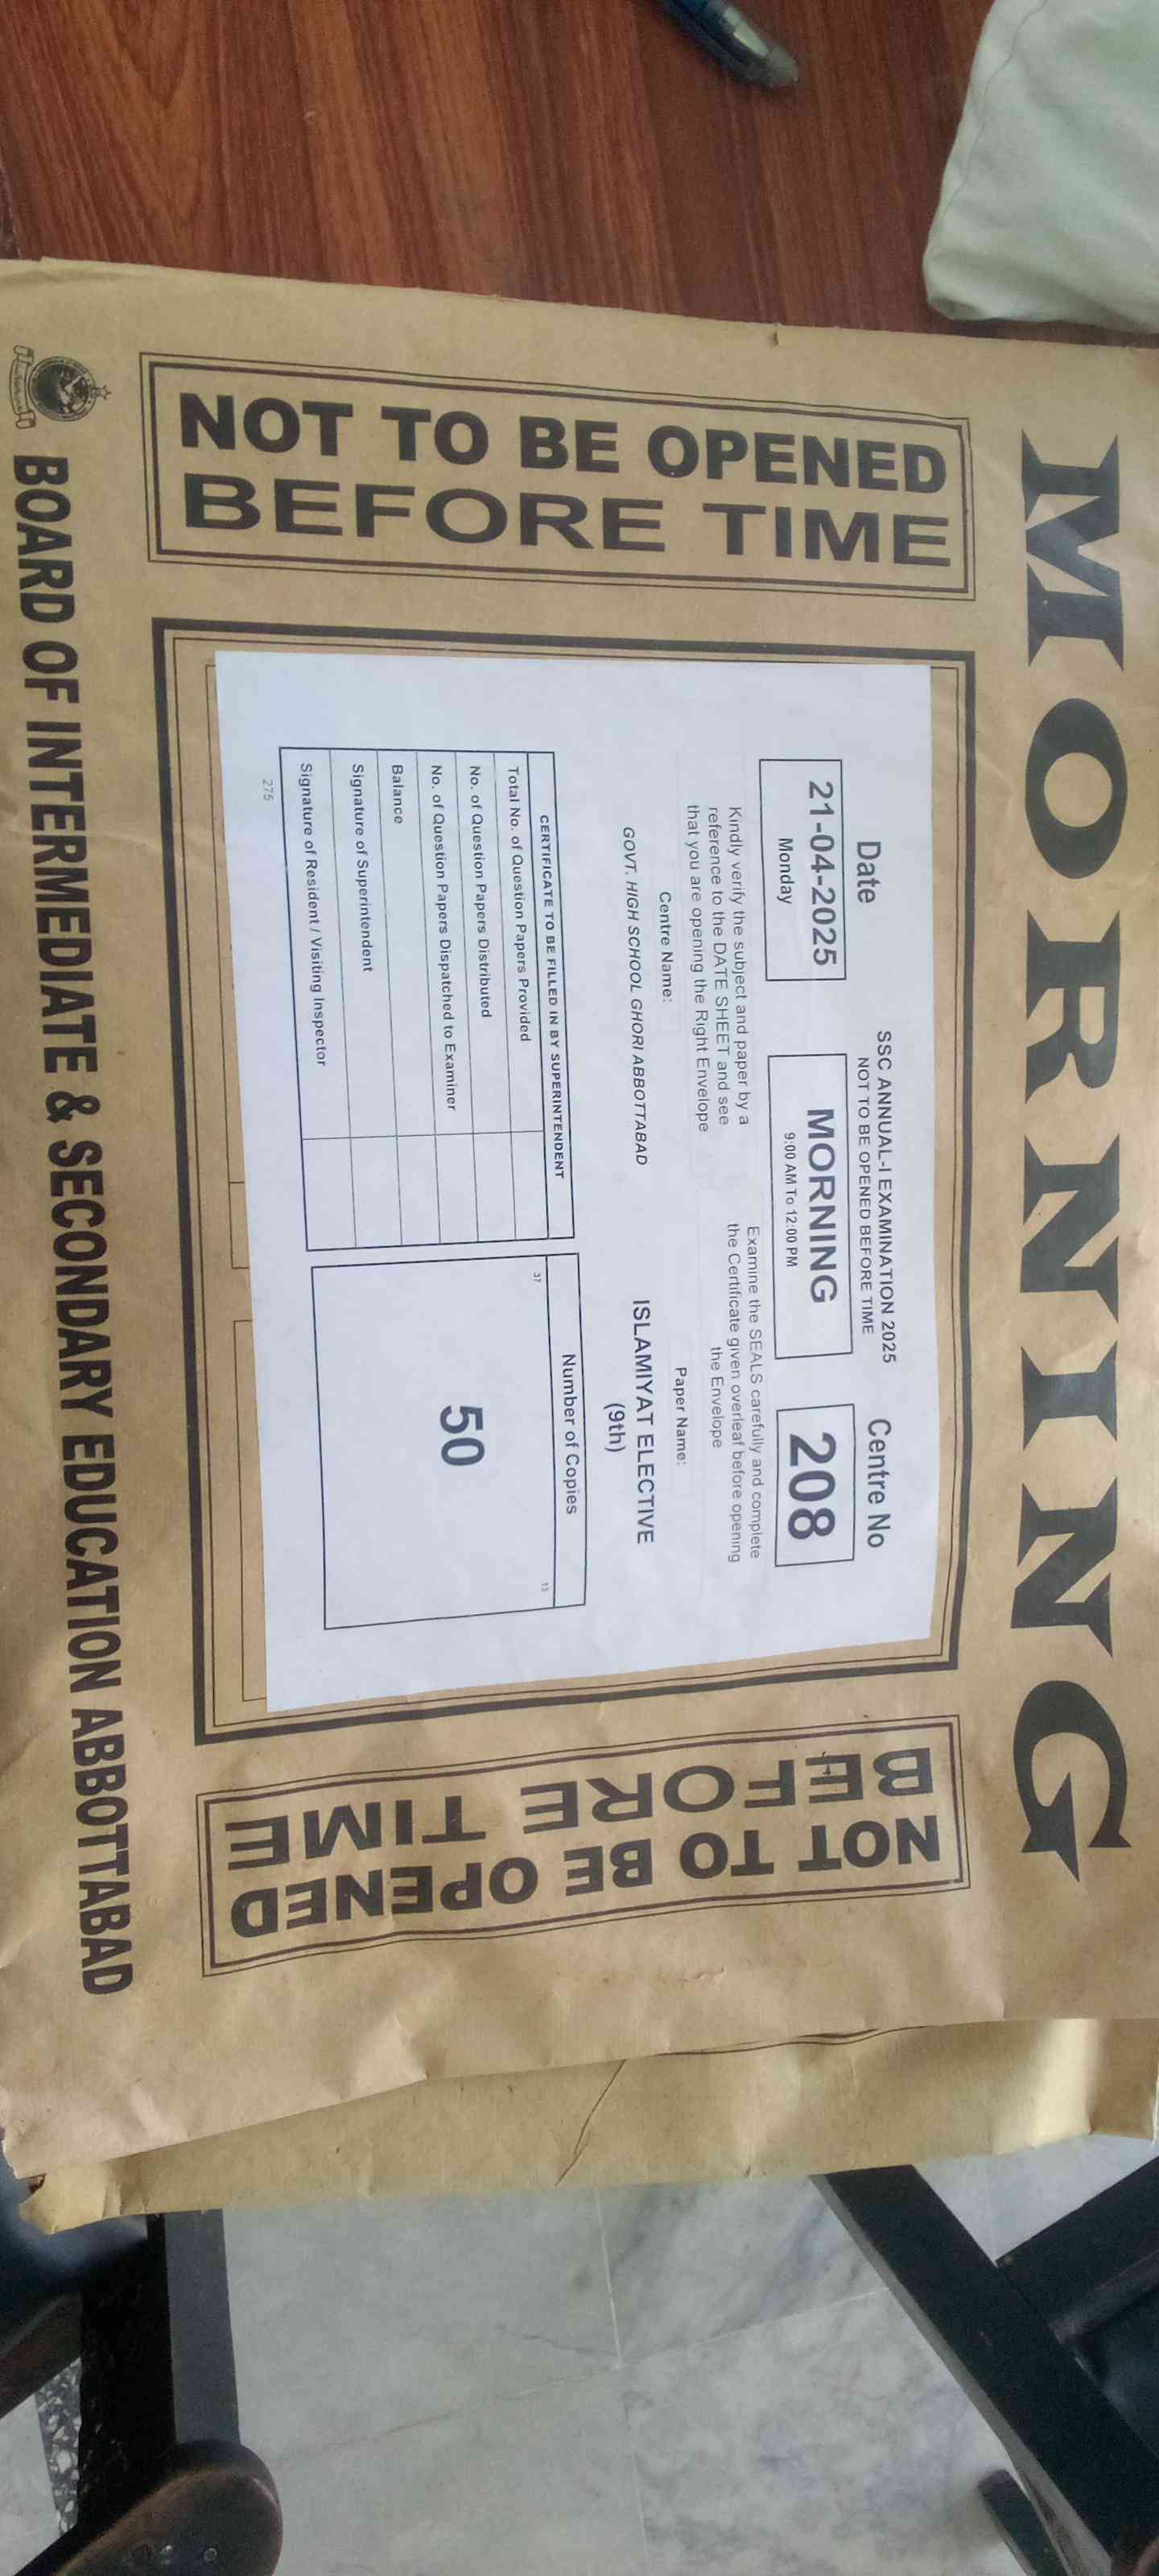 MORNING
NOT TO BE OPENED
BEFORE TIME
SSC ANNUAL-I EXAMINATION 2025
NOT TO BE OPENED BEFORE TIME
Date
21-04-2025
Monday
MORNING
9:00 AM To 12:00 PM
Centre No
208
Kindly verify the subject and paper by a
reference to the DATE SHEET and see
that you are opening the Right Envelope
Examine the SEALS carefully and complete
the Certificate given overleaf before opening
the Envelope
Centre Name:
GOVT. HIGH SCHOOL GHORI ABBOTTABAD
Paper Name:
ISLAMIYAT ELECTIVE
(9th)
CERTIFICATE TO BE FILLED IN BY SUPERINTENDENT
Total No. of Question Papers Provided
No. of Question Papers Distributed
No. of Question Papers Dispatched to Examiner
Balance
Signature of Superintendent
Signature of Resident / Visiting Inspector
Number of Copies
37
13
50
275
NOT TO BE OPENED
BEFORE TIME
BOARD OF INTERMEDIATE & SECONDARY EDUCATION ABBOTTABAD